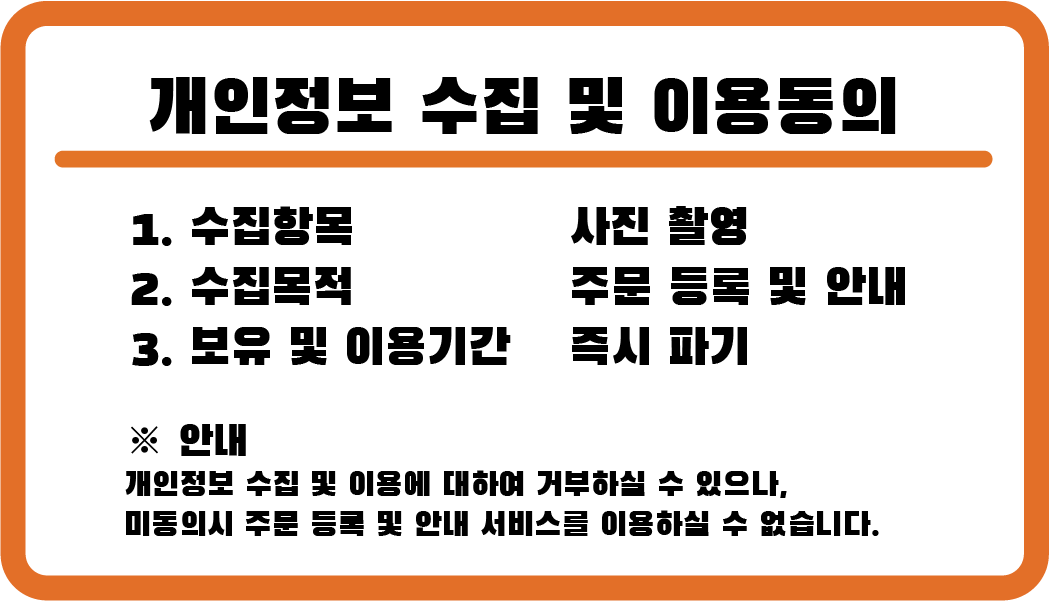 개인정보 수집 및 이용동의
1. 수집항목 사진 촬영
2. 수집목적 주문 등록 및 안내
3. 보유 및 이용기간 즉시 파기
※ 안내
개인정보 수집 및 이용에 대하여 거부하실 수 있으나,
미동의시 주문 등록 및 안내 서비스를 이용하실 수 없습니다.